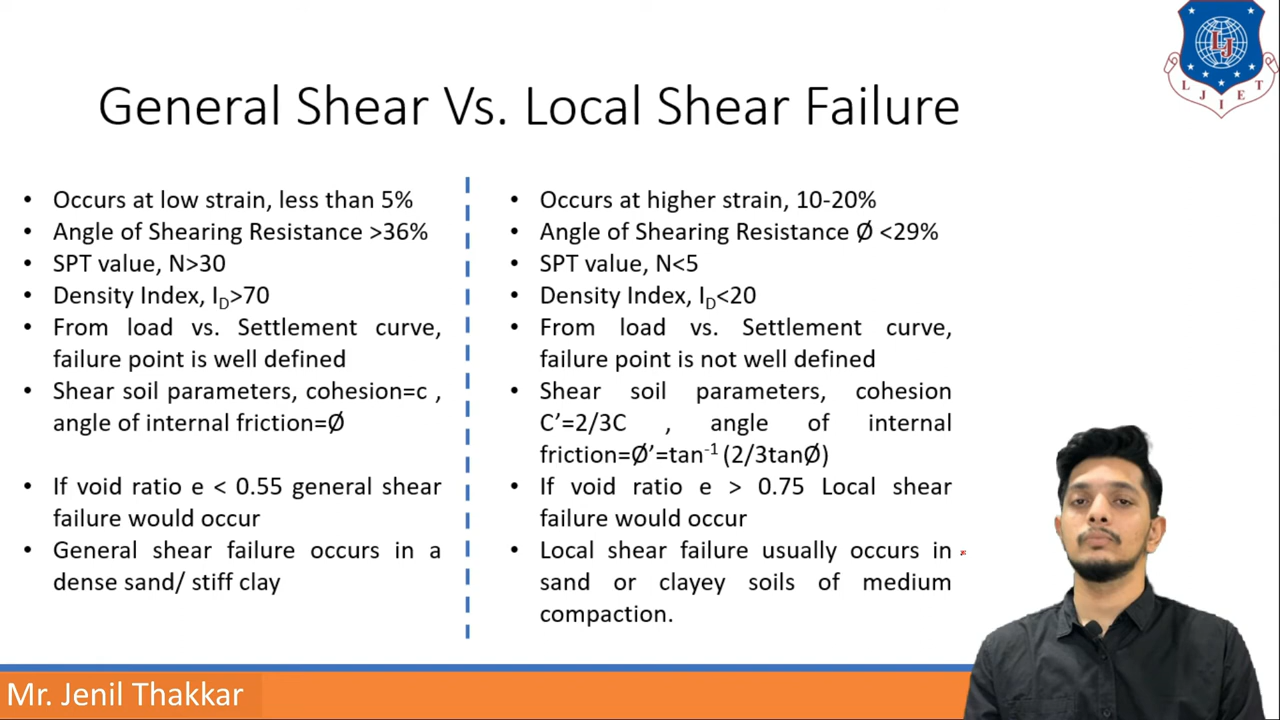 General Shear Vs. Local Shear Failure
• Occurs at low strain, less than 5%
• Angle of Shearing Resistance >36%
• SPT value, N>30
• Density Index, I_D>70
• From load vs. Settlement curve,
failure point is well defined
• Shear soil parameters, cohesion=c ,
angle of internal friction=Ø
• If void ratio e < 0.55 general shear
failure would occur
• General shear failure occurs in a
dense sand/ stiff clay
• Occurs at higher strain, 10-20%
• Angle of Shearing Resistance Ø <29%
• SPT value, N<5
• Density Index, I_D<20
• From load vs. Settlement curve,
failure point is not well defined
• Shear soil parameters, cohesion
C’=2/3C , angle of internal
friction=Ø’=tan⁻¹ (2/3tanØ)
• If void ratio e > 0.75 Local shear
failure would occur
• Local shear failure usually occurs in
sand or clayey soils of medium
compaction.
LJ
LJIET
Mr. Jenil Thakkar